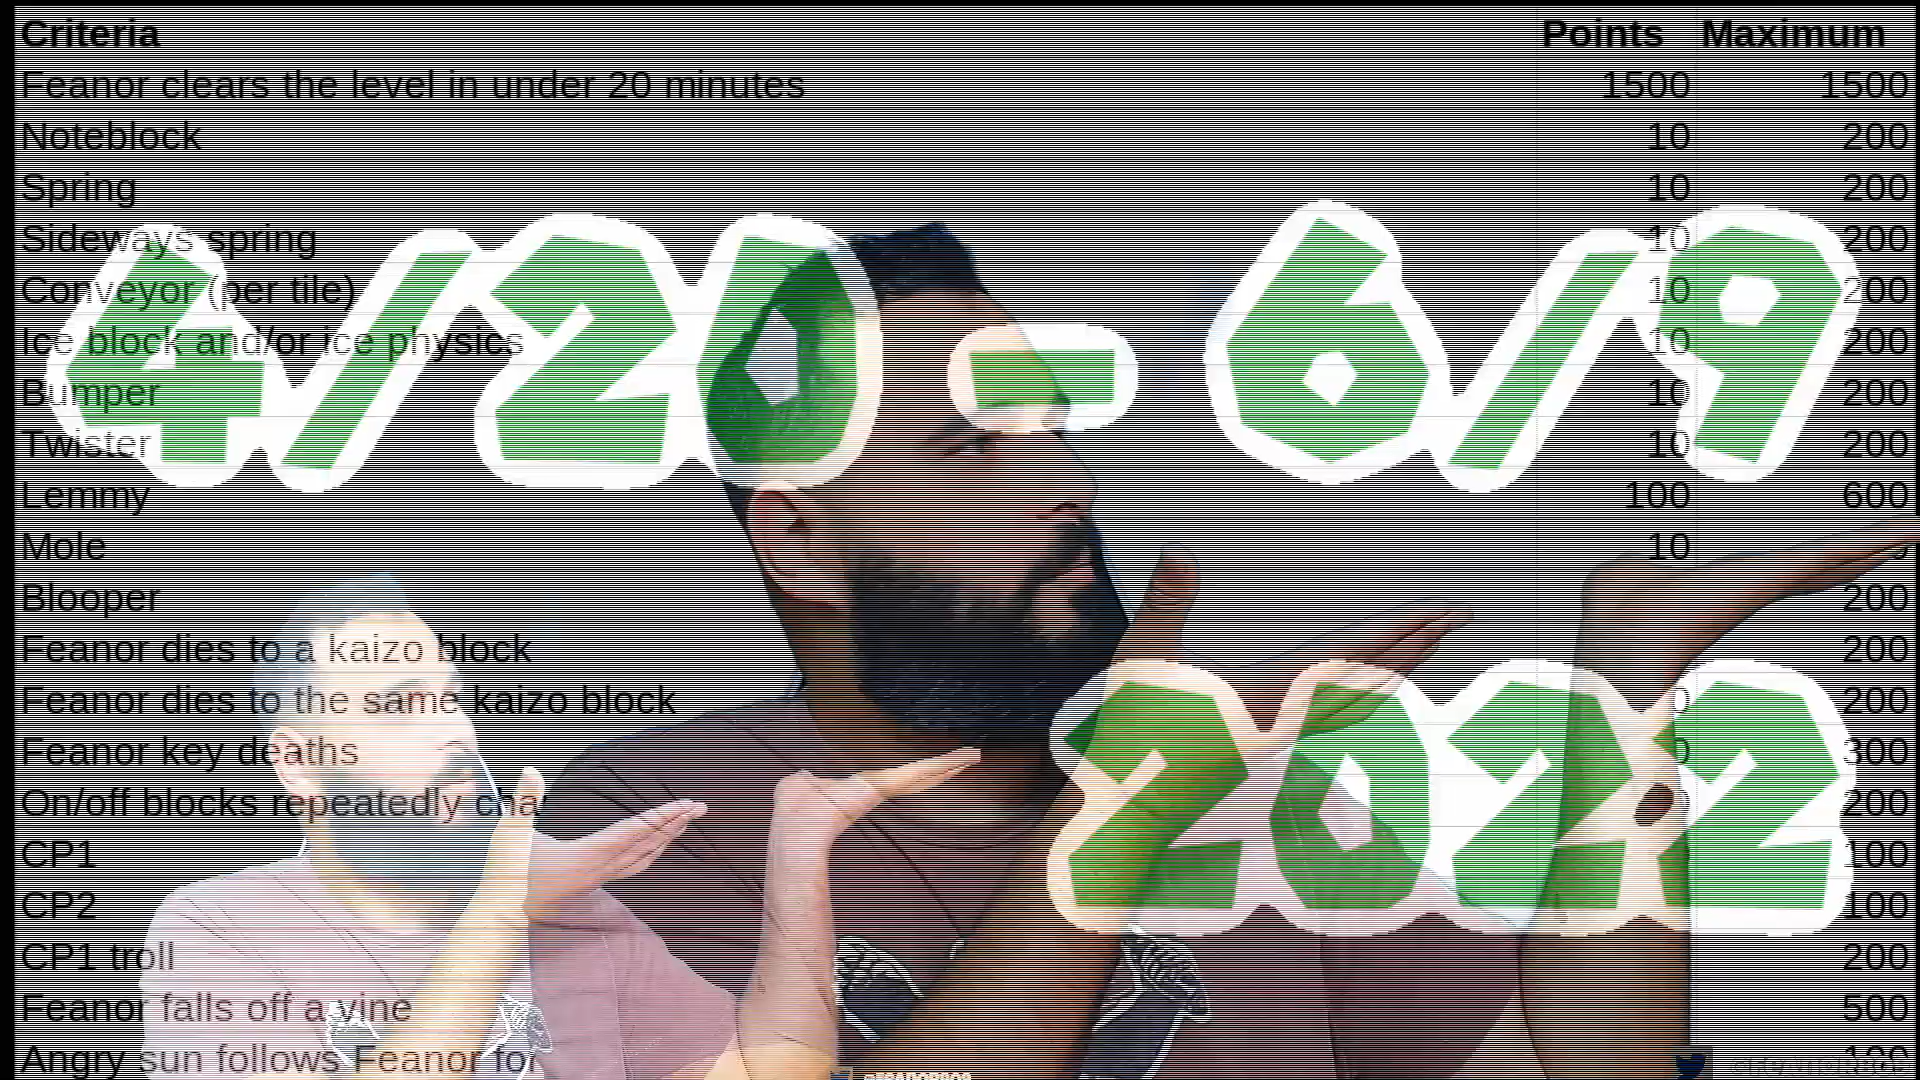 Criteria Points Maximum
Feanor clears the level in under 20 minutes 1500 1500
Noteblock 10 200
Spring 10 200
Sideways spring 10 200
Conveyor (per tile) 10 200
Ice block and/or ice physics 10 200
Bumper 10 200
Twister 10 200
4/20 - 6/9
Lemmy 100 600
Mole 10
Blooper 200
Feanor dies to a kaizo block 200
Feanor dies to the same kaizo block 200
Feanor key deaths 300
On/off blocks repeatedly 200
2022
CP1 100
CP2 100
CP1 troll 200
Feanor falls off a vine 500
Angry sun follows Feanor 100